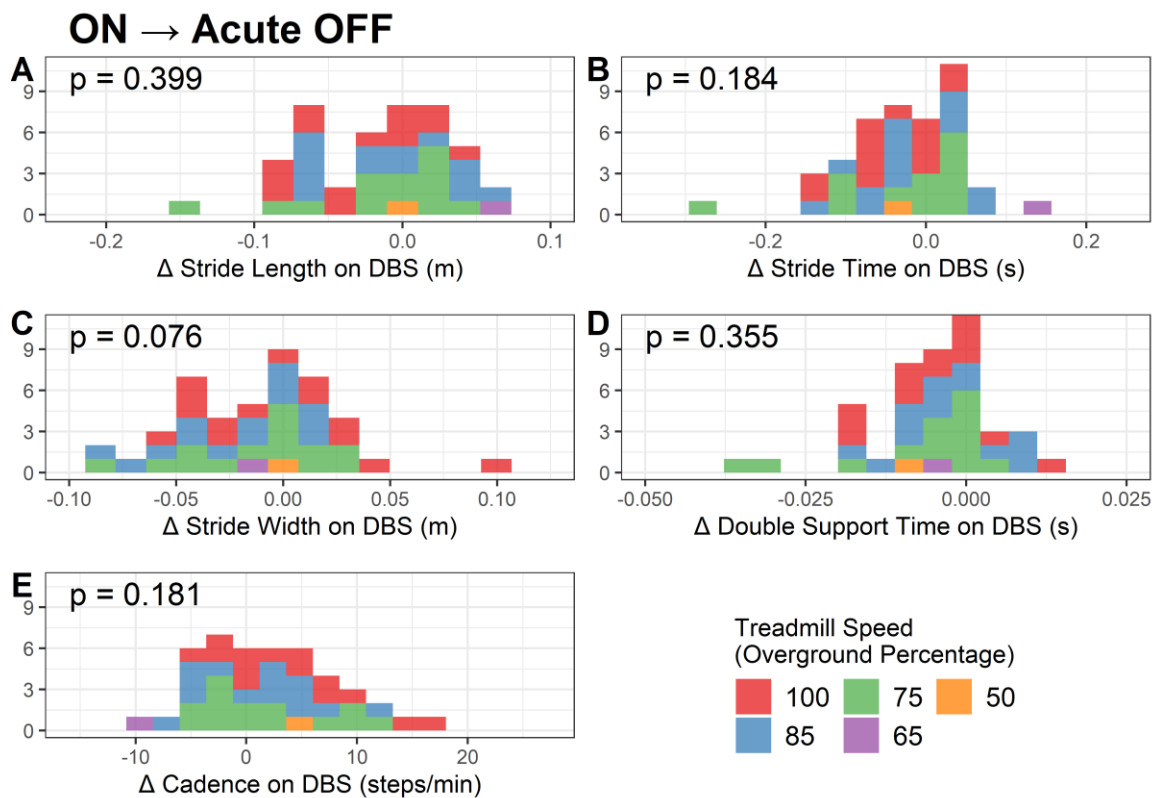 ON → Acute OFF
A
p = 0.399
9
6
3
0
-0.2
-0.1
0.0
0.1
Δ Stride Length on DBS (m)
B
p = 0.184
9
6
3
0
-0.2
0.0
0.2
Δ Stride Time on DBS (s)
C
p = 0.076
9
6
3
0
-0.10
-0.05
0.00
0.05
0.10
Δ Stride Width on DBS (m)
D
p = 0.355
9
6
3
0
-0.050
-0.025
0.000
0.025
Δ Double Support Time on DBS (s)
E
p = 0.181
9
6
3
0
-10
0
10
20
Δ Cadence on DBS (steps/min)
Treadmill Speed
(Overground Percentage)
100 75 50
85 65